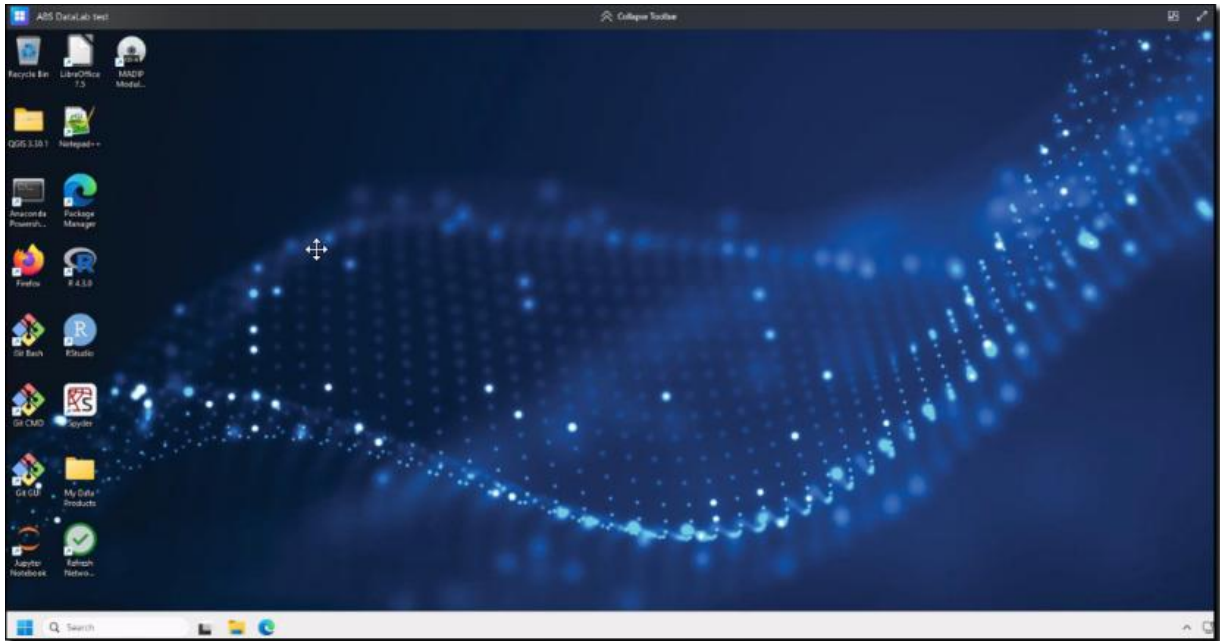 ABS DataLab test
Collapse Toolbar
Recycle Bin
LibreOffice
7.5
MADIP
Modul...
QGIS 3.30.1
Notepad++
Anaconda
Powersh...
Package
Manager
Firefox
R 4.3.0
Git Bash
RStudio
Git CMD
Spyder
Git GUI
My Data
Products
Jupyter
Notebook
Refresh
Netwo...
Search